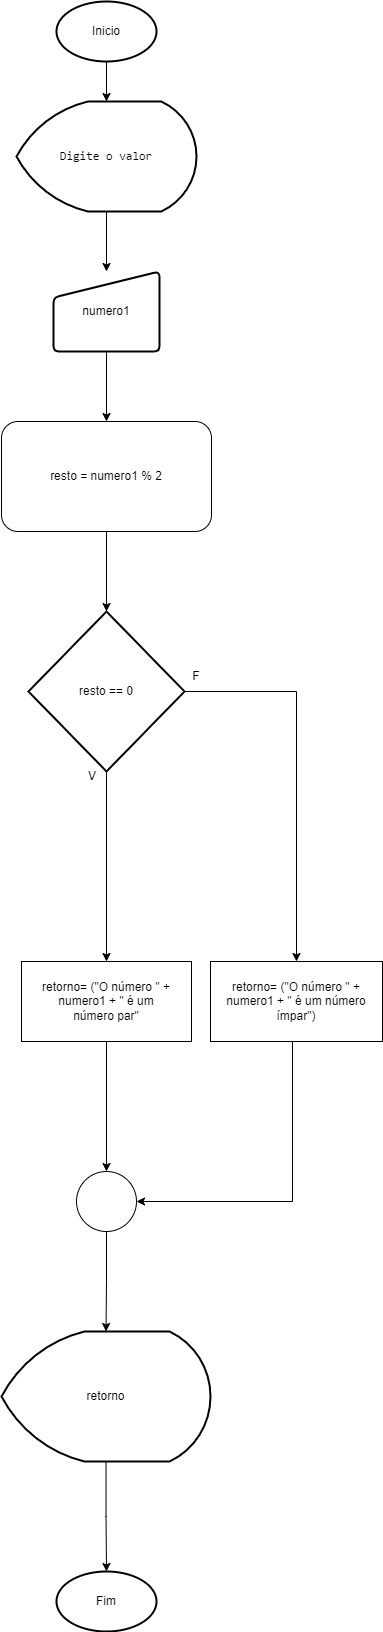 Inicio
Digite o valor
numero1
resto = numero1 % 2
resto == 0
F
V
retorno= ("O número " +
numero1 + " é um
número par"
retorno= ("O número " +
numero1 + " é um número
ímpar")
retorno
Fim